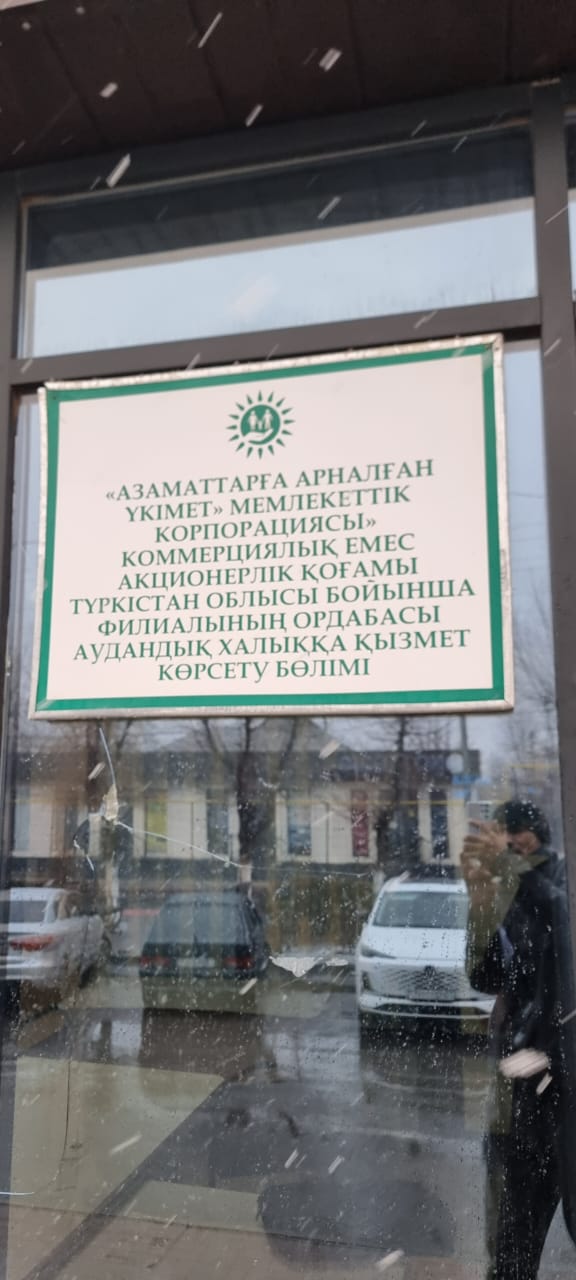 «АЗАМАТТАРҒА АРНАЛҒАН
ҮКІМЕТ» МЕМЛЕКЕТТІК
КОРПОРАЦИЯСЫ»
КОММЕРЦИЯЛЫҚ ЕМЕС
АКЦИОНЕРЛІК ҚОҒАМЫ
ТҮРКІСТАН ОБЛЫСЫ БОЙЫНША
ФИЛИАЛЫНЫҢ ОРДАБАСЫ
АУДАНДЫҚ ХАЛЫҚҚА ҚЫЗМЕТ
КӨРСЕТУ БӨЛІМІ